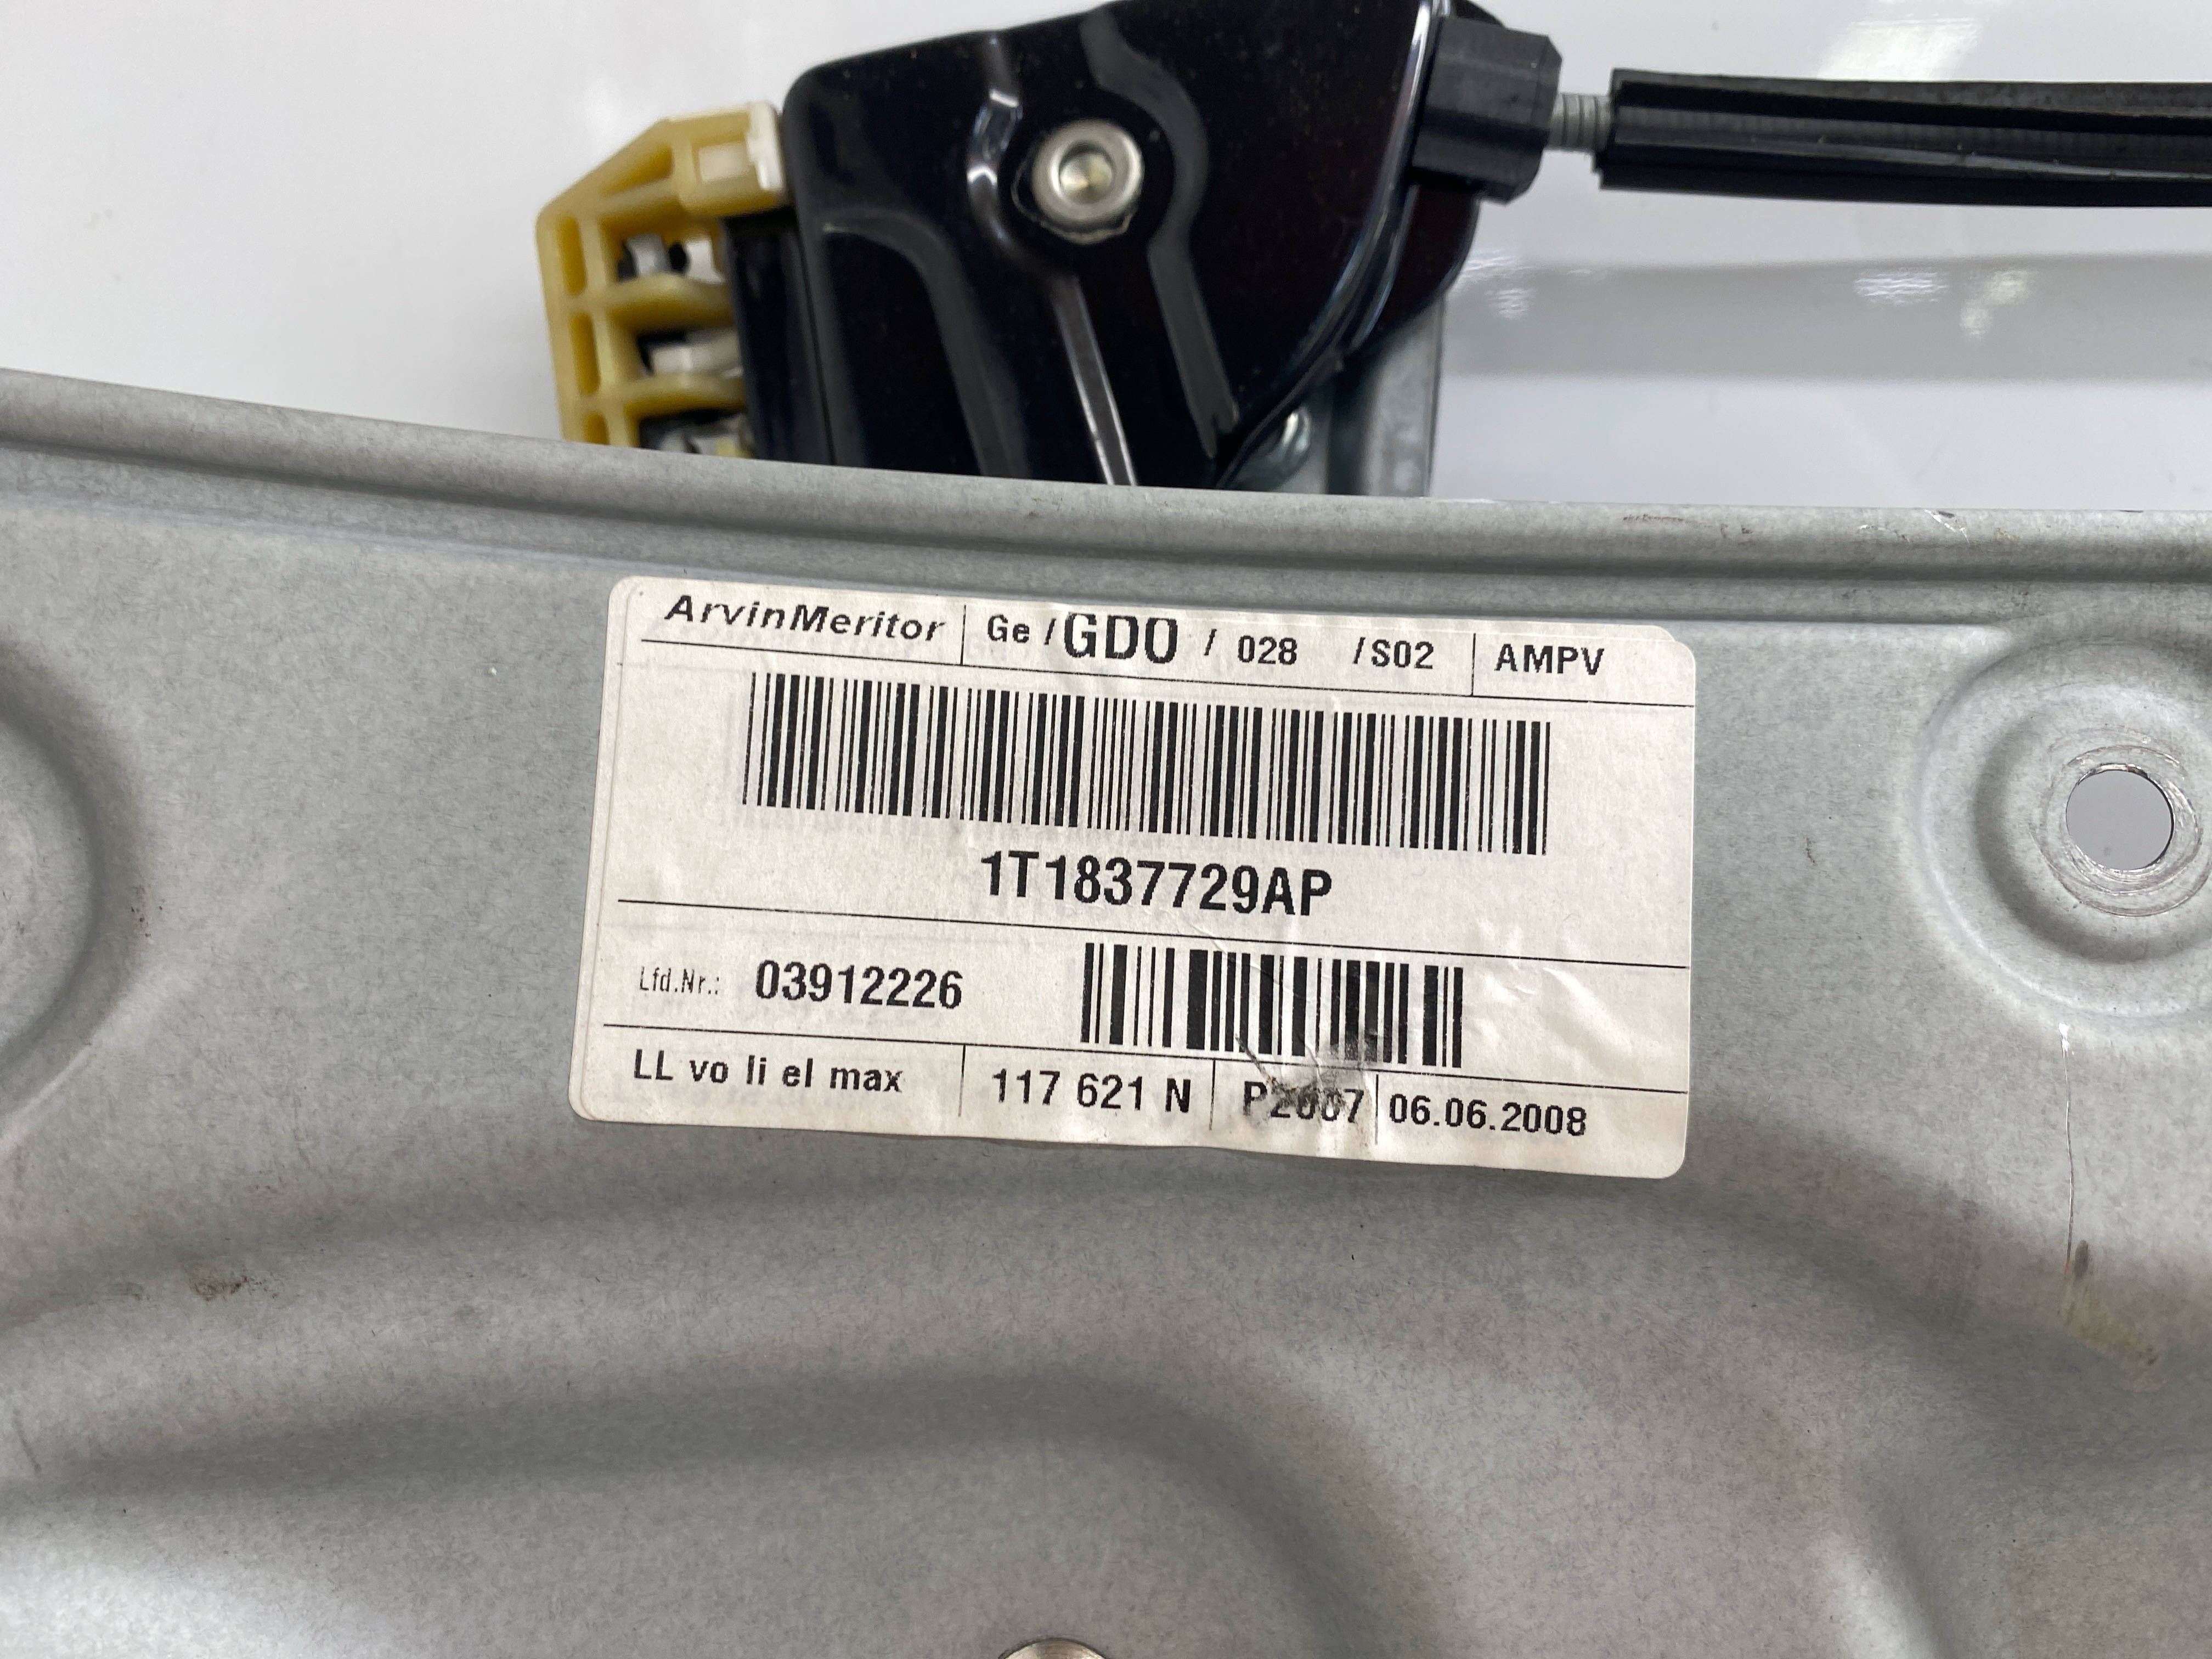 ArvinMeritor Ge / GDO / 028 /S02 AMPV
1T1837729AP
Lfd.Nr.: 03912226
LL vo li el max 117 621 N 06.06.2008